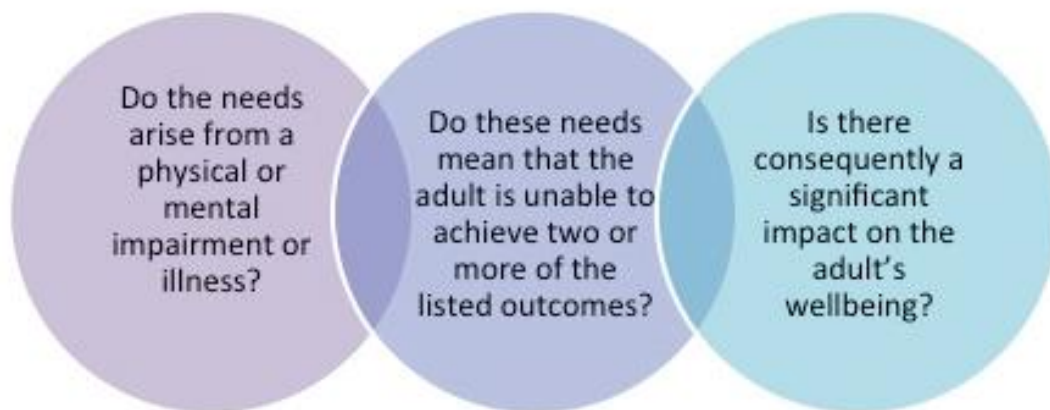 Do the needs
arise from a
physical or
mental
impairment or
illness?
Do these needs
mean that the
adult is unable to
achieve two or
more of the
listed outcomes?
Is there
consequently a
significant
impact on the
adult’s
wellbeing?